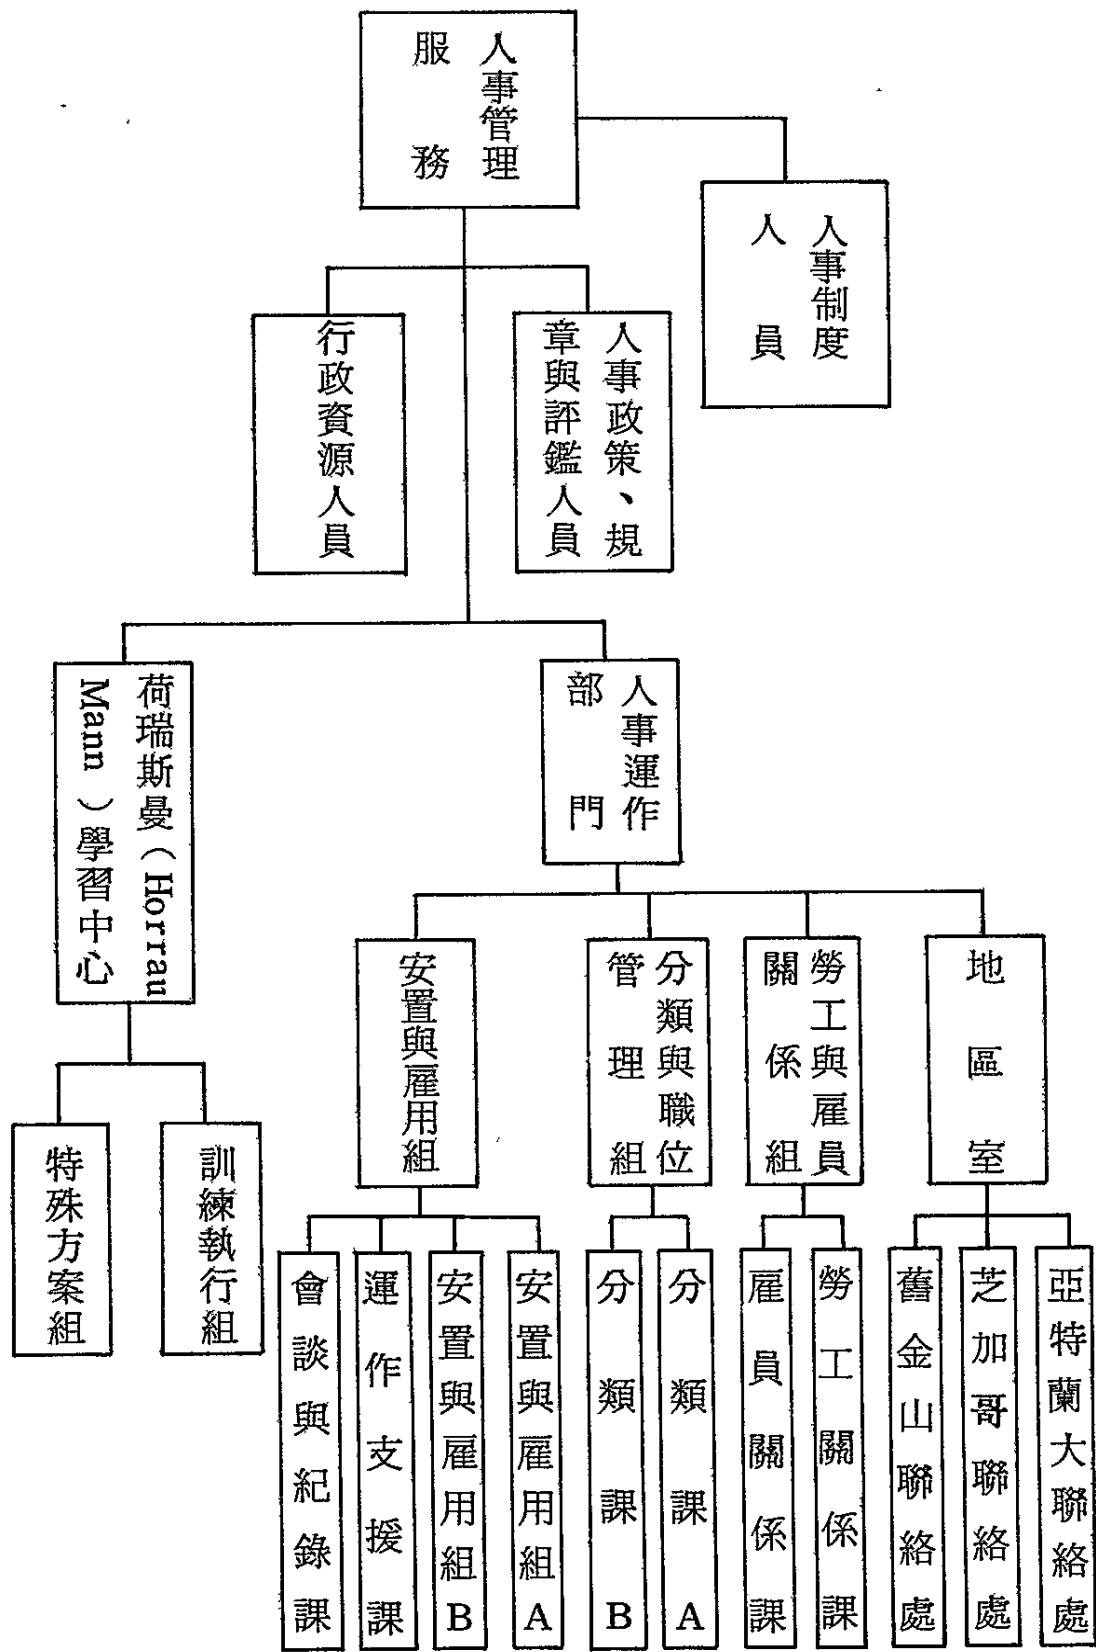 人事管理
服務
人事制度
人員
人事政策、規
章與評鑑人員
行政資源人員
人事運作
部門
荷瑞斯曼（Horrau
Mann）學習中心
地區室
勞工與雇員
關係組
分類與職位
管理組
安置與雇用組
訓練執行組
特殊方案組
亞特蘭大聯絡處
芝加哥聯絡處
舊金山聯絡處
勞工關係課
雇員關係課
分類課A
分類課B
安置與雇用組A
安置與雇用組B
運作支援課
會談與紀錄課